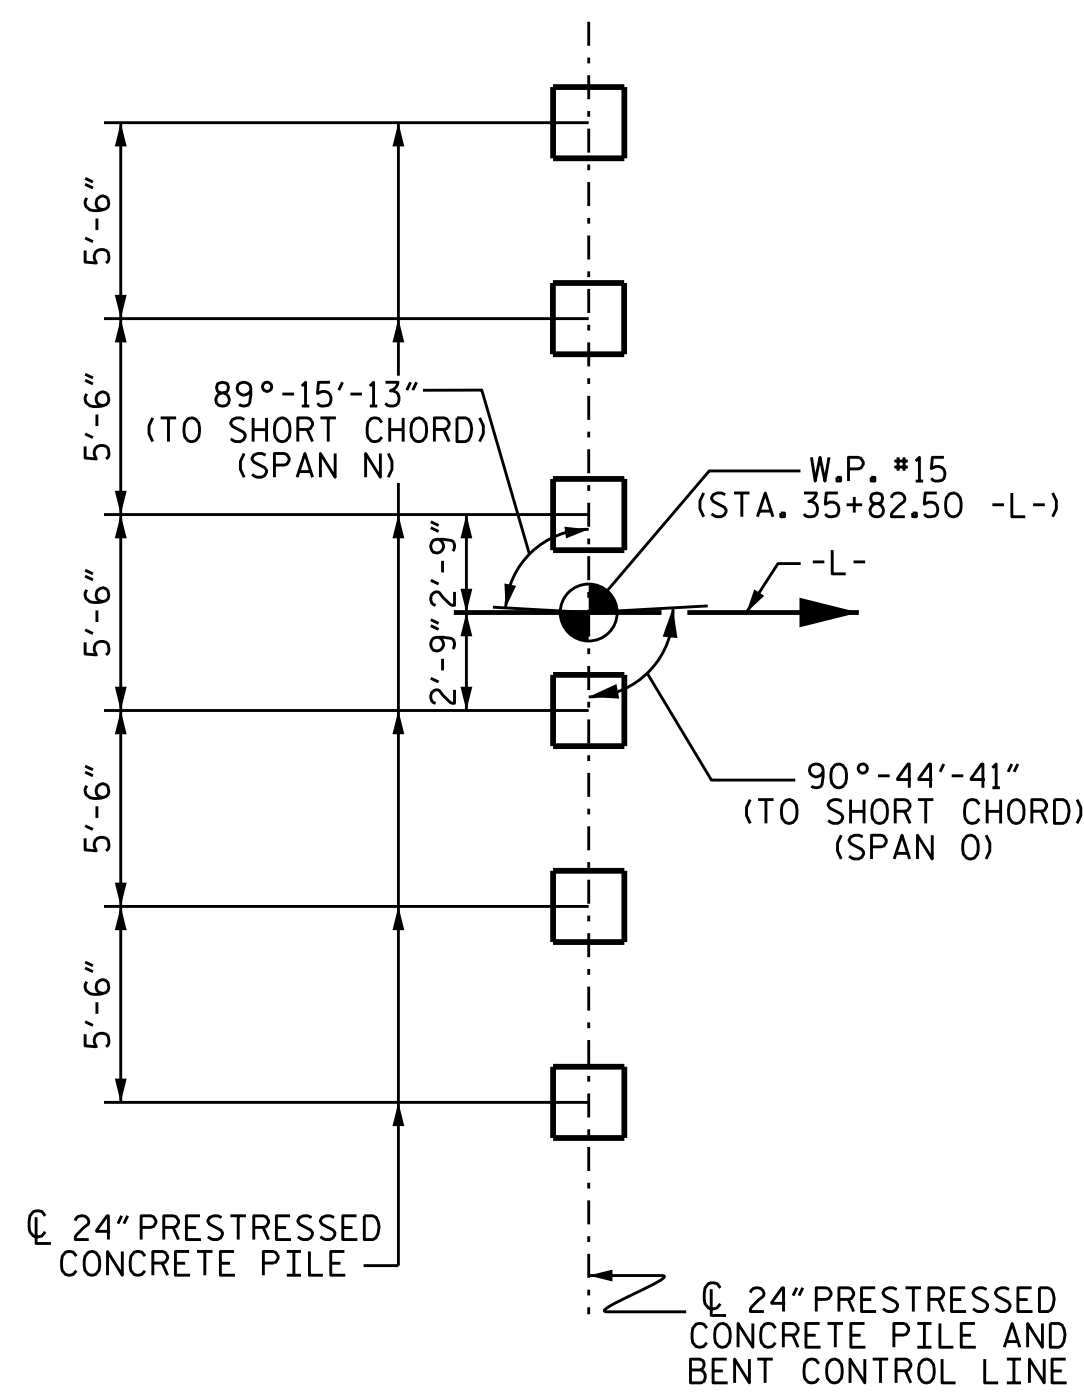 5'-6"
5'-6"
89°-15'-13"
(TO SHORT CHORD)
(SPAN N)
W.P. #15
(STA. 35+82.50 -L-)
2'-9"
-L-
5'-6"
2'-9"
90°-44'-41"
(TO SHORT CHORD)
(SPAN O)
5'-6"
5'-6"
℄ 24" PRESTRESSED
CONCRETE PILE
℄ 24" PRESTRESSED
CONCRETE PILE AND
BENT CONTROL LINE